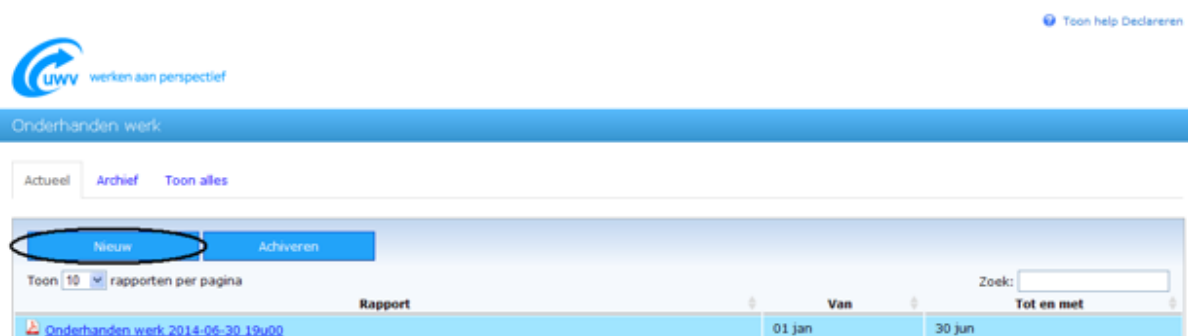 Toon help Declareren
uwv werken aan perspectief
Onderhanden werk
Actueel Archief Toon alles
Nieuw Achiveren
Toon 10 rapporten per pagina Zoek:
Rapport Van Tot en met
Onderhanden werk 2014-06-30 19u00 01 jan 30 jun